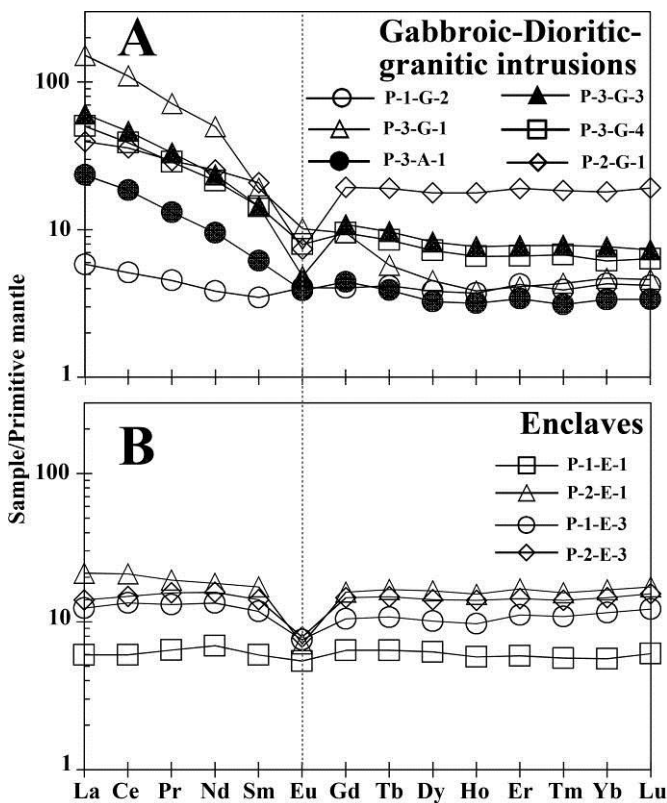 A
Gabbroic-Dioritic-
granitic intrusions
P-1-G-2
P-3-G-3
P-3-G-1
P-3-G-4
P-3-A-1
P-2-G-1
100
10
1
Sample/Primitive mantle
B
Enclaves
P-1-E-1
P-2-E-1
P-1-E-3
P-2-E-3
100
10
1
La Ce Pr Nd Sm Eu Gd Tb Dy Ho Er Tm Yb Lu